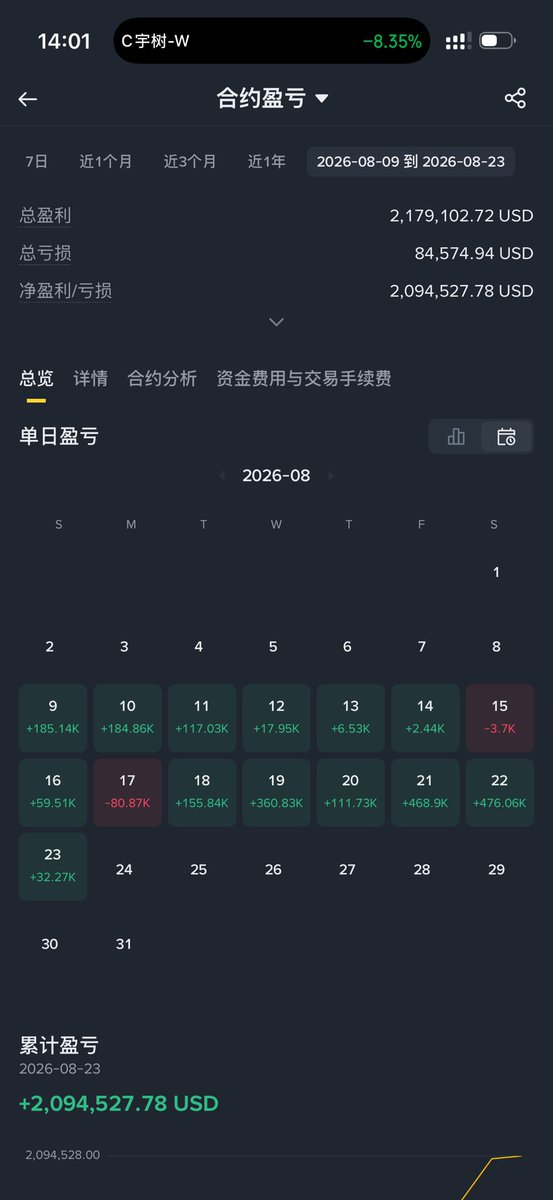 14:01 C宇树-W -8.35%
合约盈亏
7日 近1个月 近3个月 近1年 2026-08-09 到 2026-08-23
总盈利 2,179,102.72 USD
总亏损 84,574.94 USD
净盈利/亏损 2,094,527.78 USD
总览 详情 合约分析 资金费用与交易手续费
单日盈亏
2026-08
S M T W T F S
1
2 3 4 5 6 7 8
9 10 11 12 13 14 15
+185.14K +184.86K +117.03K +17.95K +6.53K +2.44K -3.7K
16 17 18 19 20 21 22
+59.51K -80.87K +155.84K +360.83K +111.73K +468.9K +476.06K
23 24 25 26 27 28 29
+32.27K
30 31
累计盈亏
2026-08-23
+2,094,527.78 USD
2,094,528.00